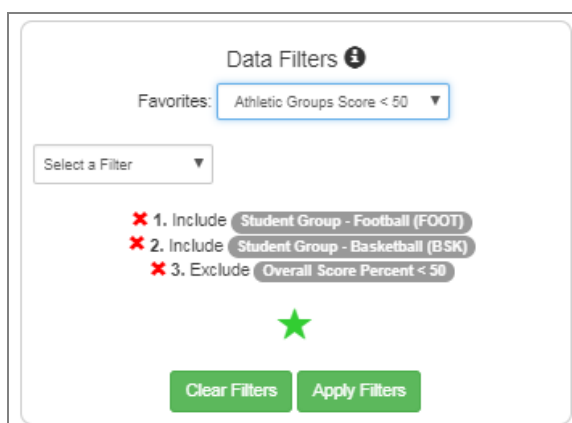 Data Filters
Favorites: Athletic Groups Score < 50
Select a Filter
1. Include Student Group - Football (FOOT)
2. Include Student Group - Basketball (BSK)
3. Exclude Overall Score Percent < 50
Clear Filters Apply Filters